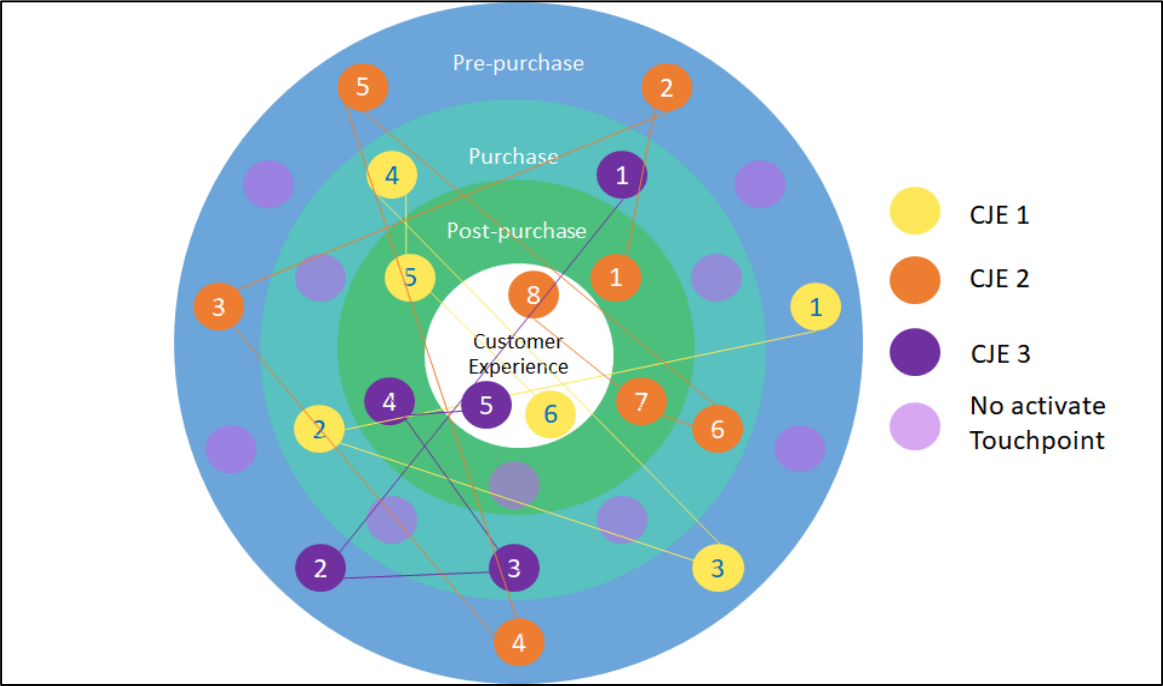 Pre-purchase
5
2
Purchase
4
1
Post-purchase
5
1
8
3
1
Customer
Experience
4
5
6
7
2
6
2
3
3
4
CJE 1
CJE 2
CJE 3
No activate
Touchpoint